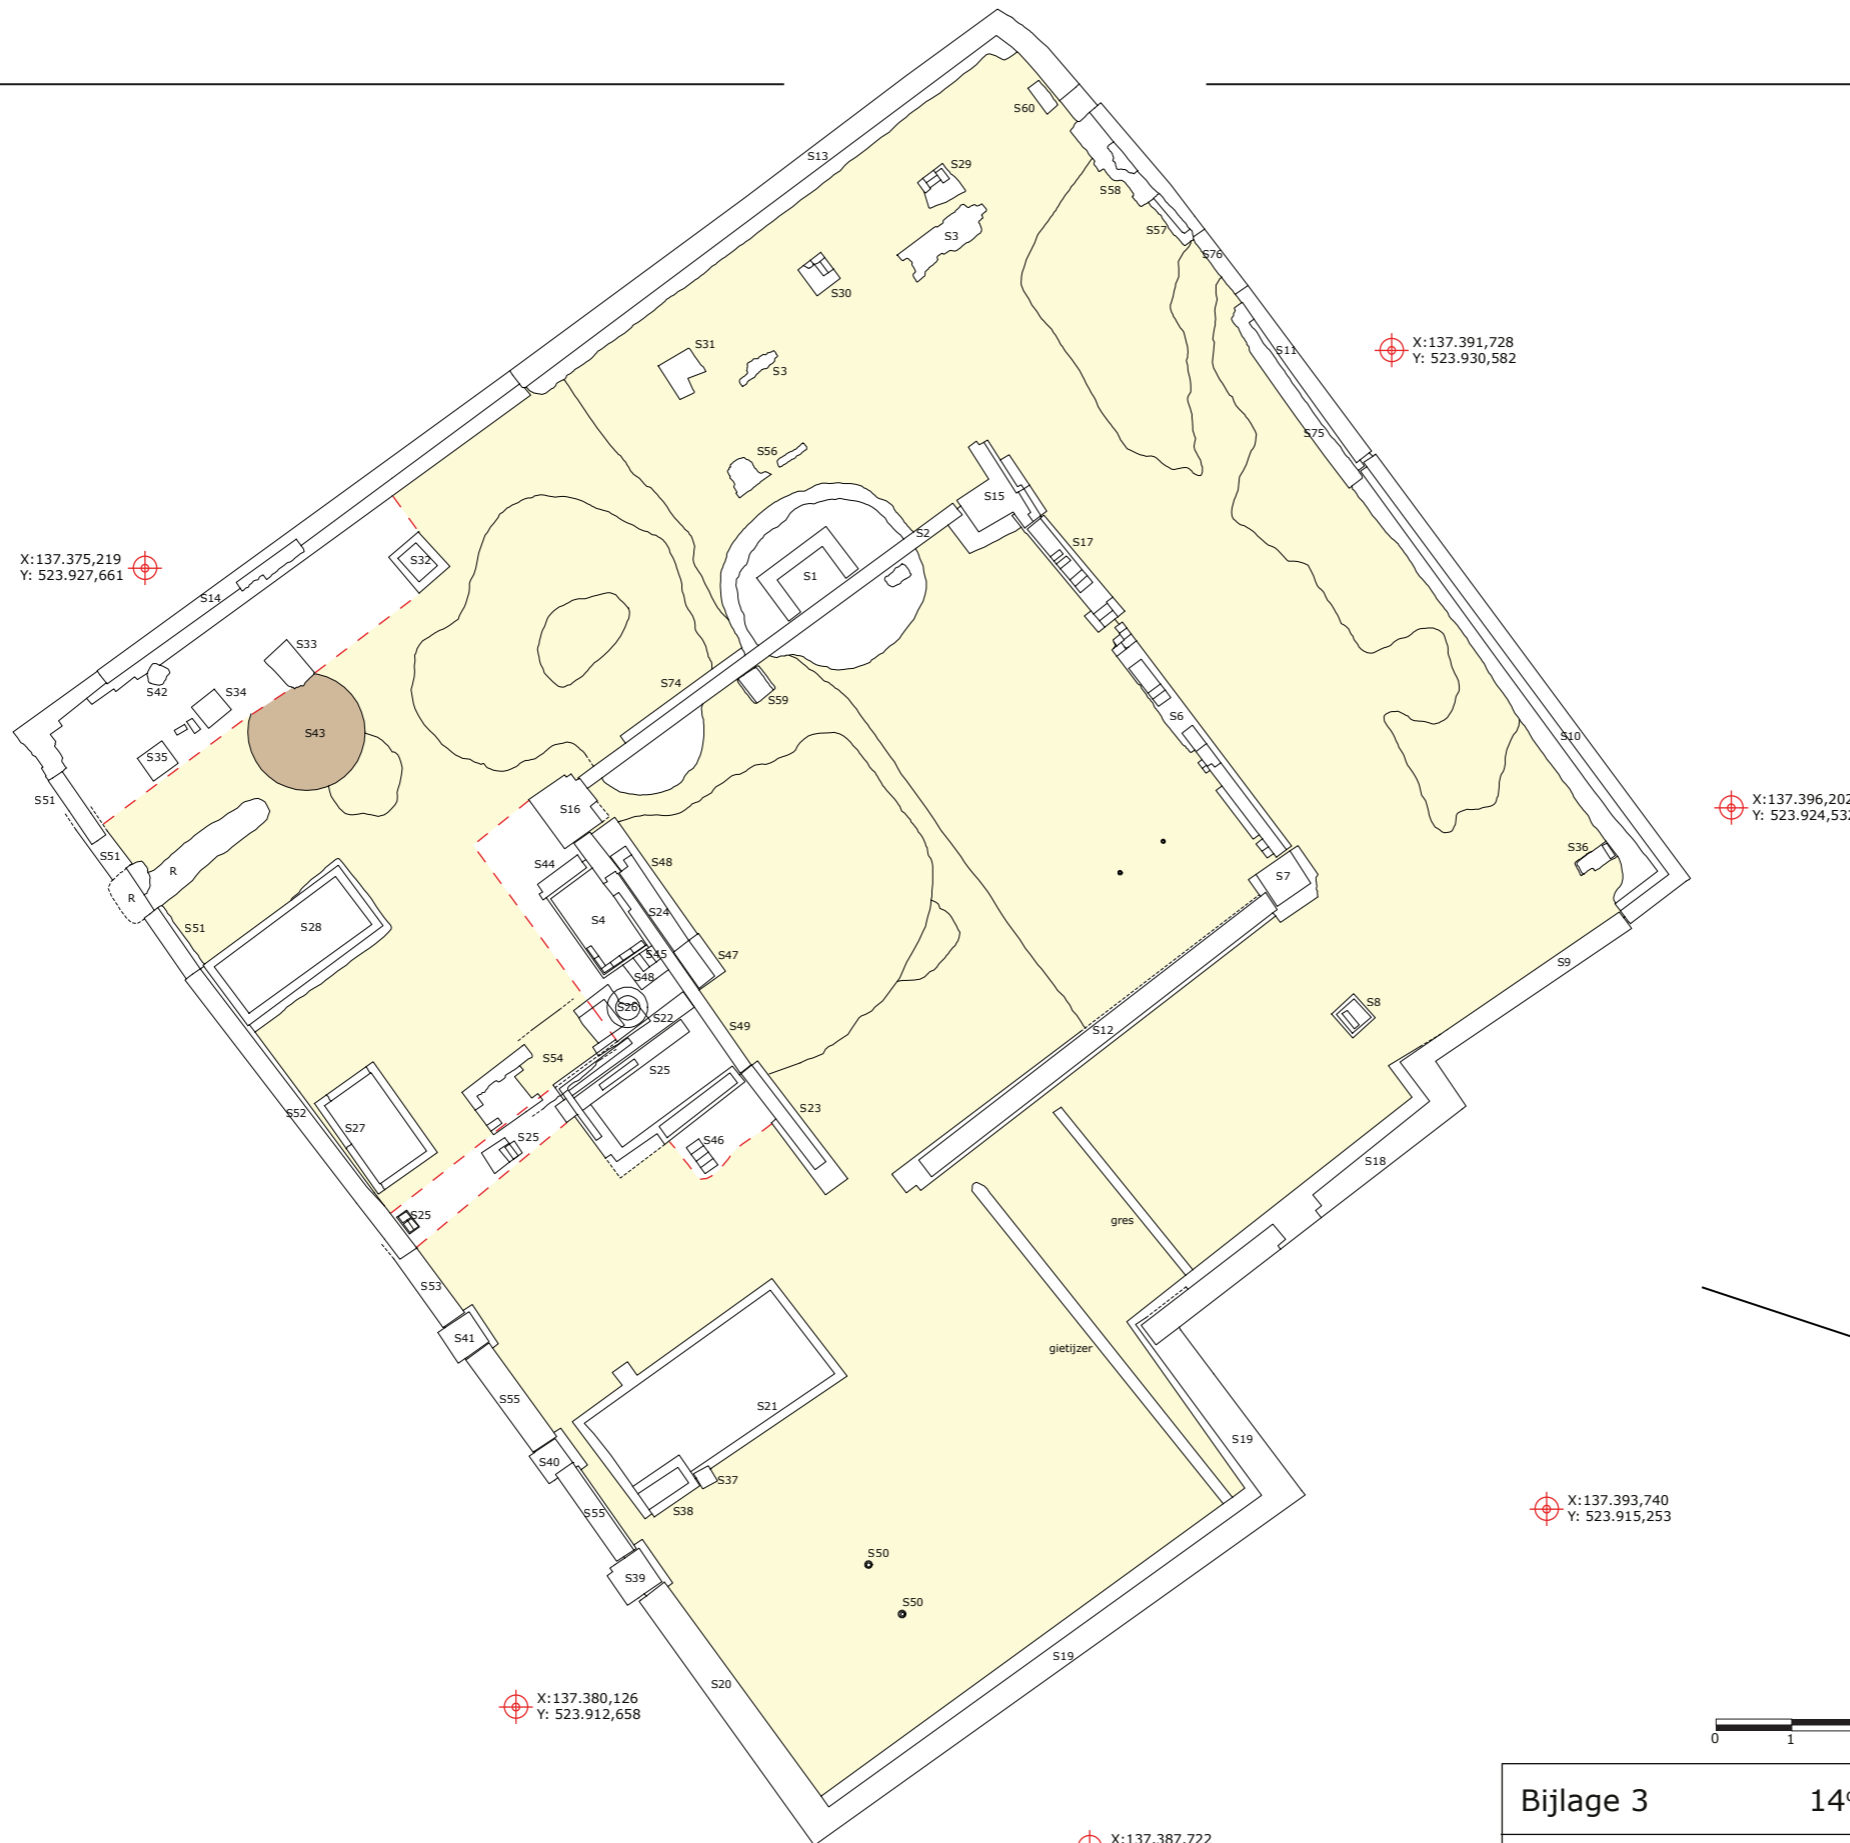 S13
S60
S29
S58
S3
S57
S76
S30
X:137.391,728
Y: 523.930,582
S31
S3
S11
S75
S56
S15
S2
S17
X:137.375,219
Y: 523.927,661
S32
S1
S14
S33
S42
S34
S74
S59
S6
S43
S35
S10
S51
S16
X:137.396,202
Y: 523.924,532
S51
S44
S48
S36
R
R
S7
S4
S24
S51
S28
S45
S47
S9
S48
S26
S8
S22
S49
S12
S54
S25
S52
S23
S27
S25
S46
S18
S25
gres
S53
S41
gietijzer
S55
S21
S19
S40
S37
X:137.393,740
Y: 523.915,253
S38
S55
S50
S39
S50
S19
S20
X:137.380,126
Y: 523.912,658
0 1
Bijlage 3 14
X:137.387,722